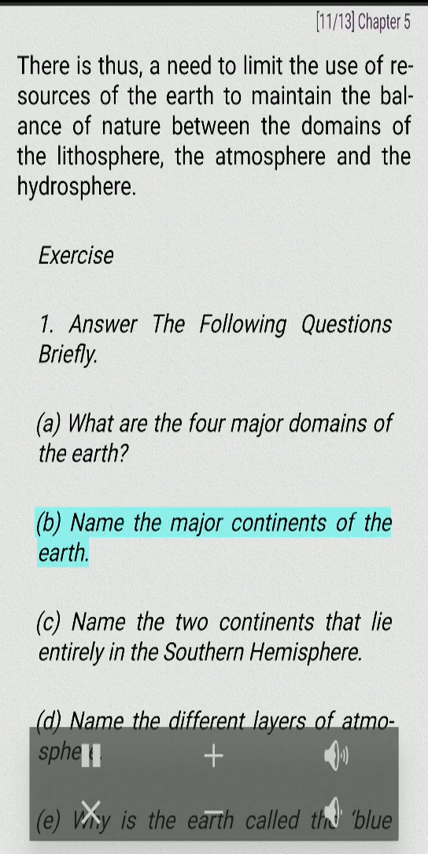 [11/13] Chapter 5
There is thus, a need to limit the use of re-
sources of the earth to maintain the bal-
ance of nature between the domains of
the lithosphere, the atmosphere and the
hydrosphere.
Exercise
1. Answer The Following Questions
Briefly.
(a) What are the four major domains of
the earth?
(b) Name the major continents of the
earth.
(c) Name the two continents that lie
entirely in the Southern Hemisphere.
(d) Name the different layers of atmo-
(e) Why is the earth called the 'blue